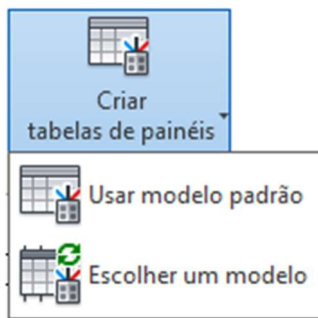 Criar
tabelas de painéis
Usar modelo padrão
Escolher um modelo